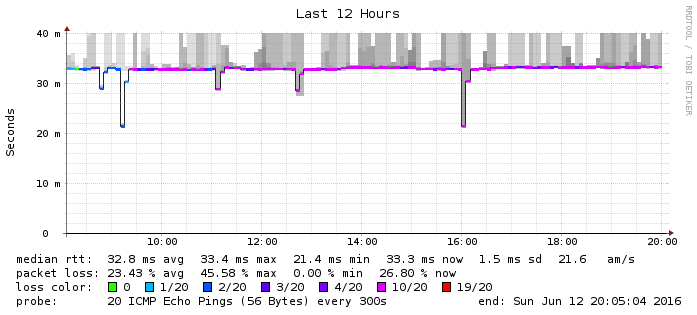 Last 12 Hours
RRDTOOL / TOBI OETIKER
Seconds
40 m
30 m
20 m
10 m
0
10:00 12:00 14:00 16:00 18:00 20:00
median rtt: 32.8 ms avg 33.4 ms max 21.4 ms min 33.3 ms now 1.5 ms sd 21.6 am/s
packet loss: 23.43 % avg 45.58 % max 0.00 % min 26.80 % now
loss color: 0 1/20 2/20 3/20 4/20 10/20 19/20
probe: 20 ICMP Echo Pings (56 Bytes) every 300s end: Sun Jun 12 20:05:04 2016